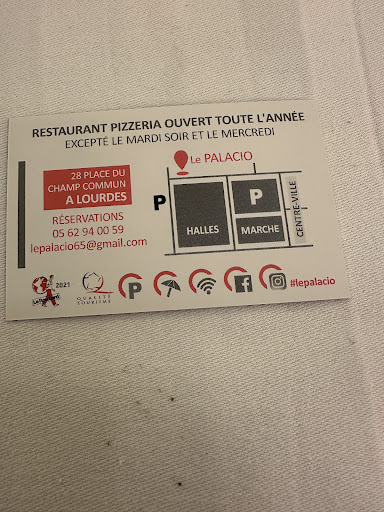 RESTAURANT PIZZERIA OUVERT TOUTE L'ANNÉE
EXCEPTÉ LE MARDI SOIR ET LE MERCREDI
28 PLACE DU
CHAMP COMMUN
A LOURDES
RÉSERVATIONS
05 62 94 00 59
lepalacio65@gmail.com
Le PALACIO
P
HALLES
P
MARCHE
CENTRE-VILLE
2021
QUALITÉ
TOURISME
P
#lepalacio